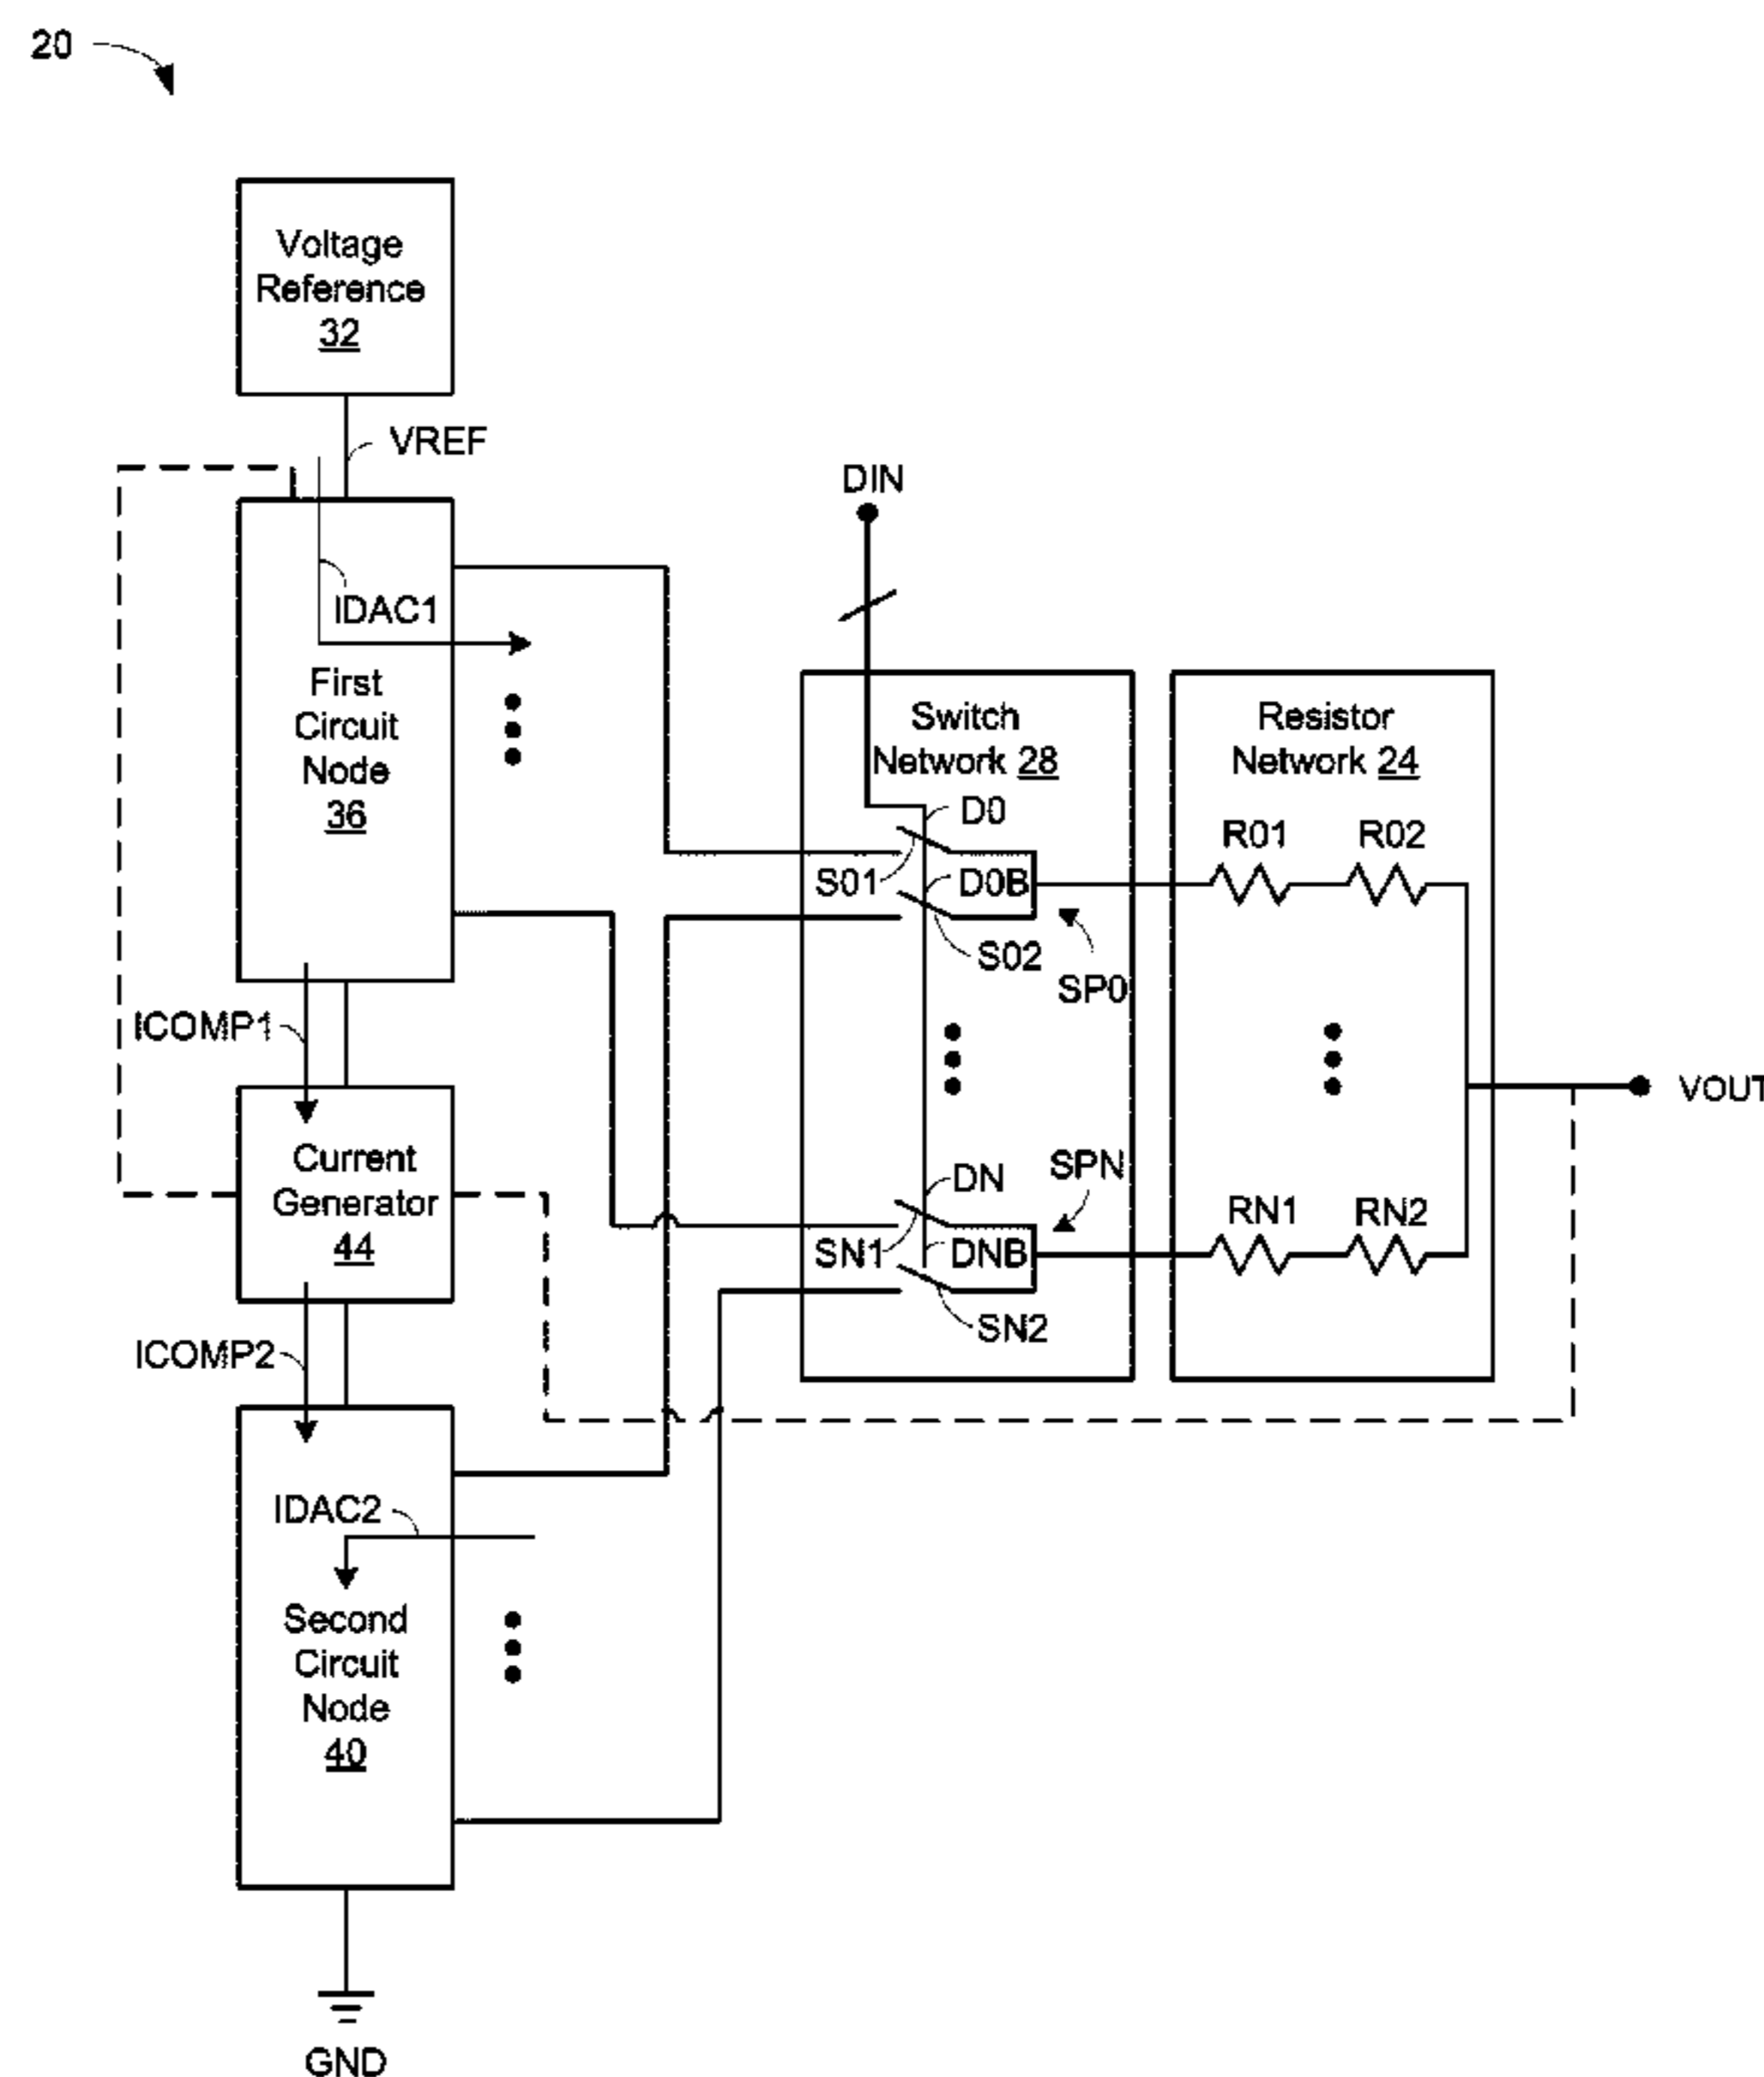 20
Voltage
Reference
32
VREF
DIN
IDAC1
First
Circuit
Node
36
Switch
Network 28
Resistor
Network 24
D0
R01 R02
S01
D0B
S02
SP0
ICOMP1
VOUT
Current
Generator
44
DN
SPN
RN1 RN2
SN1
DNB
SN2
ICOMP2
IDAC2
Second
Circuit
Node
40
GND